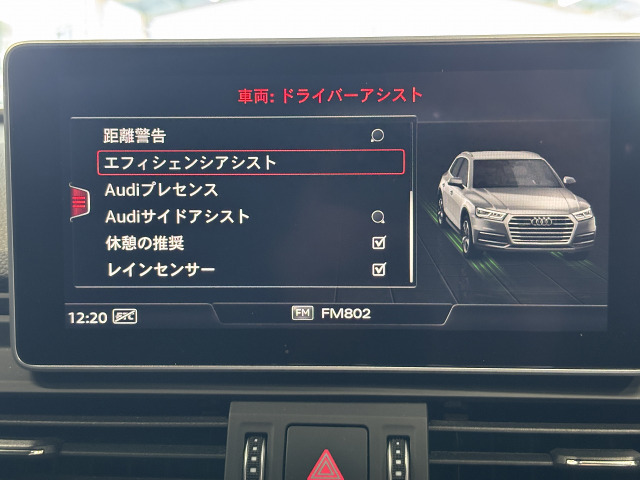 車両: ドライバーアシスト
距離警告
エフィシェンシアシスト
Audiプレセンス
Audiサイドアシスト
休憩の推奨
レインセンサー
12:20 ETC FM FM802